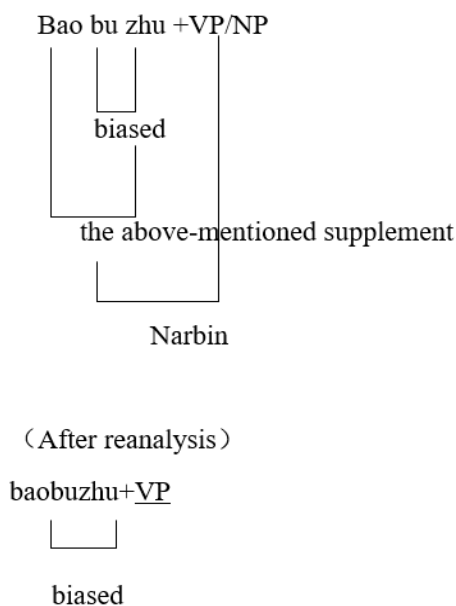 Bao bu zhu +VP/NP
biased
the above-mentioned supplement
Narbin
（After reanalysis）
baobuzhu+VP
biased